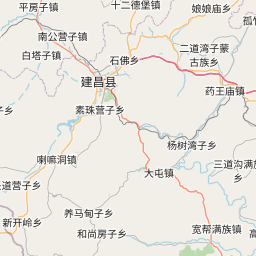 平房子镇
十二德堡镇
娘娘庙乡
南公营子镇
二道湾子蒙
古族乡
白塔子镇
石佛乡
建昌县
药王庙镇
素珠营子乡
杨树湾子乡
喇嘛洞镇
三道沟满族
乡
大屯镇
道营子乡
养马甸子乡
新开岭乡
和尚房子乡
宽帮满族镇